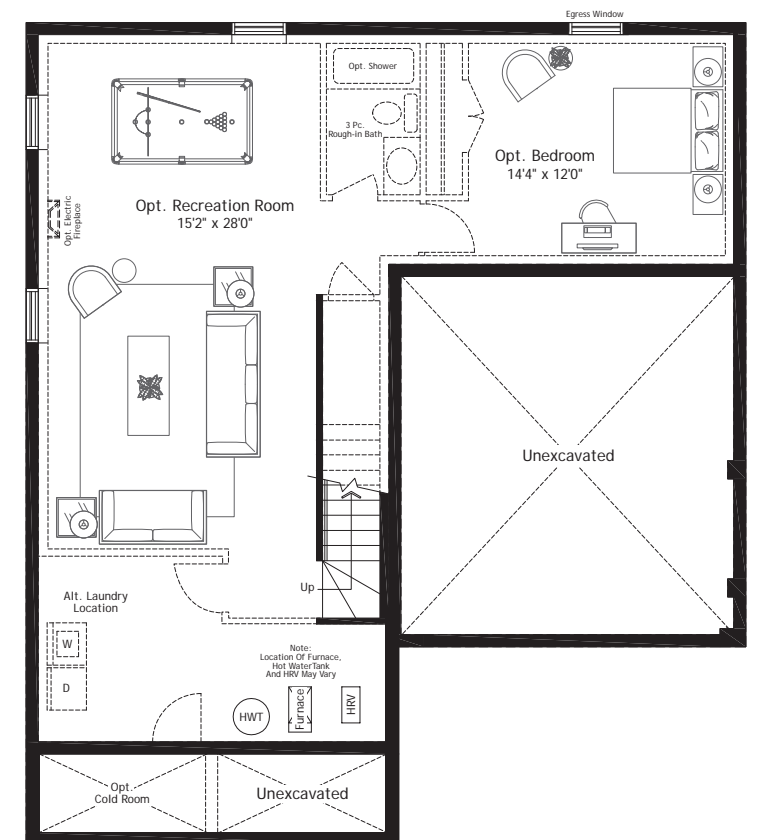 Egress Window
Opt. Shower
3 Pc.
Rough-in Bath
Opt. Bedroom
14'4" x 12'0"
Opt. Recreation Room
15'2" x 28'0"
Opt. Electric
Fireplace
Unexcavated
Up
Alt. Laundry
Location
W
D
Note:
Location Of Furnace,
Hot WaterTank
And HRV May Vary
HWT
Furnace
HRV
Opt.
Cold Room
Unexcavated